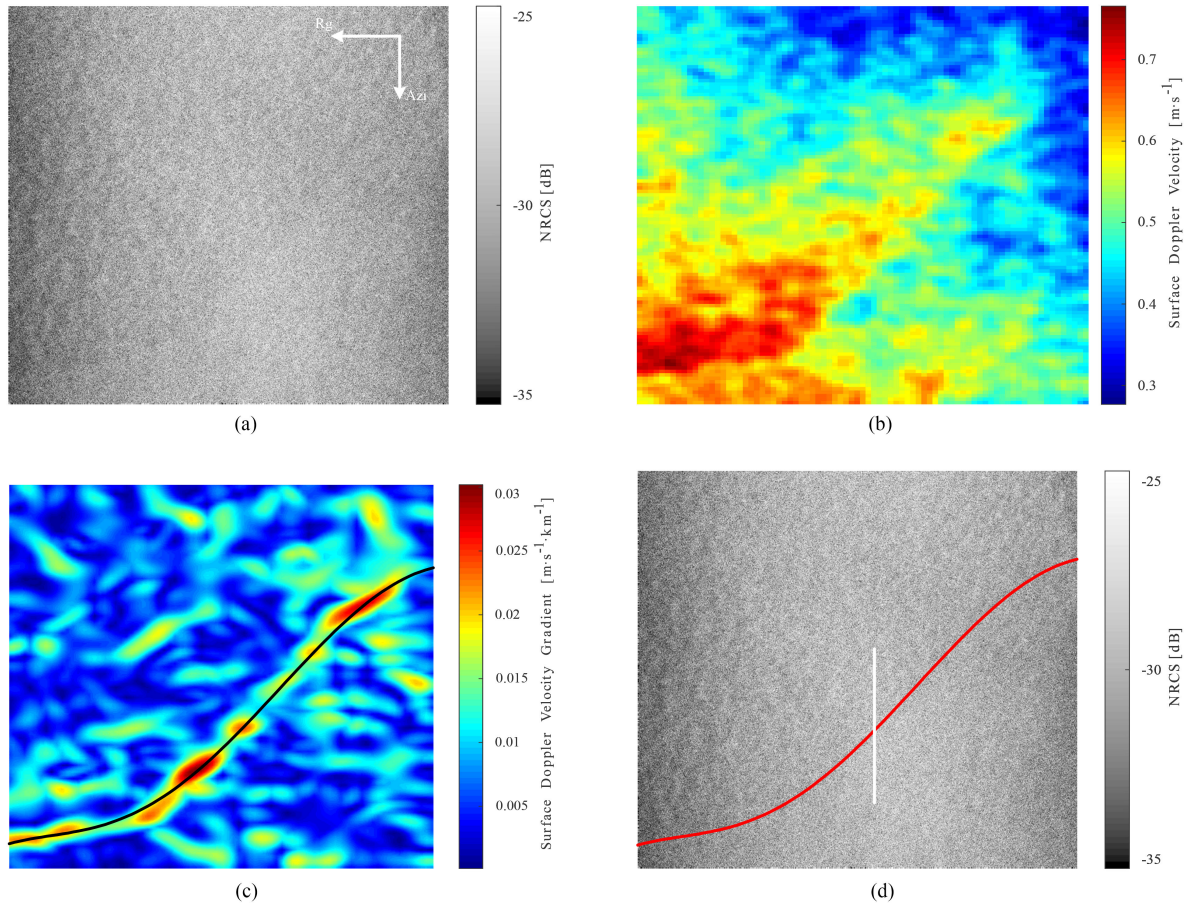 Rg
Azi
-25
-30
-35
NRCS [dB]
(a)
0.7
0.6
0.5
0.4
0.3
Surface Doppler Velocity [m·s⁻¹]
(b)
0.03
0.025
0.02
0.015
0.01
0.005
Surface Doppler Velocity Gradient [m·s⁻¹·km⁻¹]
(c)
-25
-30
-35
NRCS [dB]
(d)